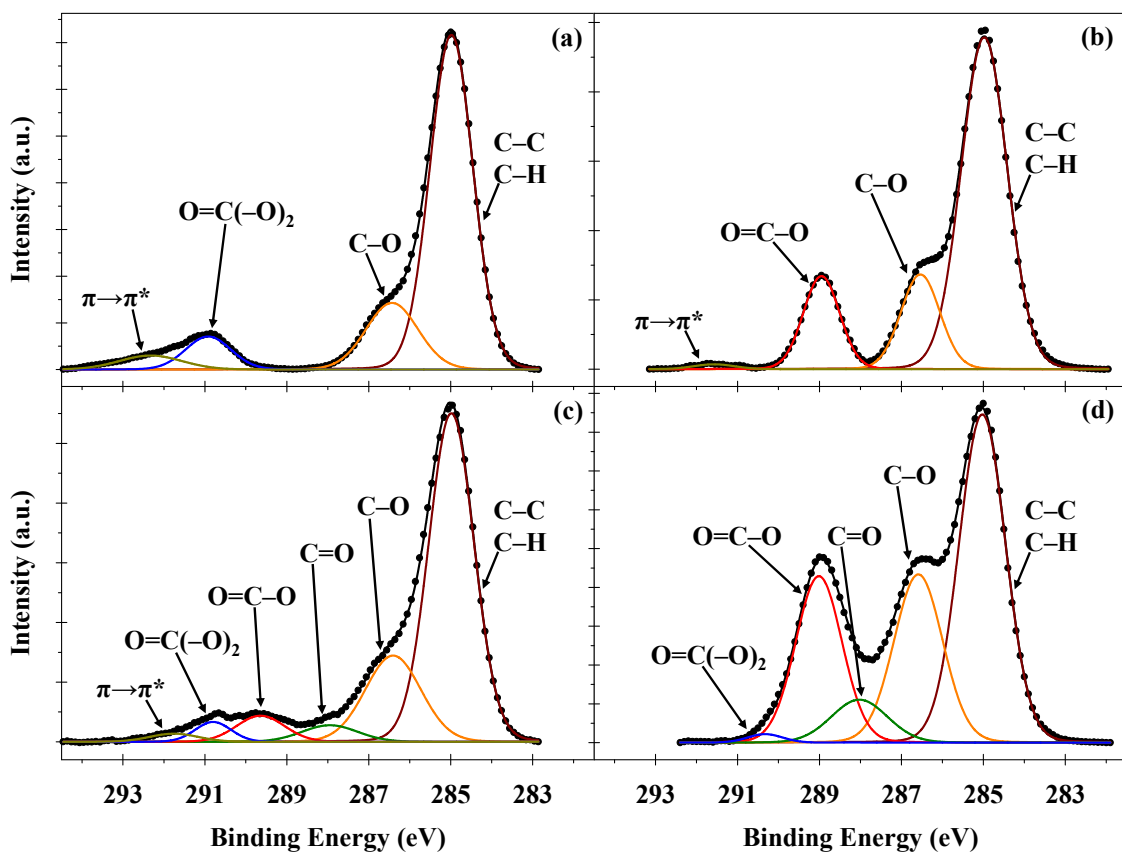 (a)
C–C
C–H
O=C(–O)2
C–O
π→π*
Intensity (a.u.)
(b)
C–C
C–H
C–O
O=C–O
π→π*
(c)
C–O
C–C
C–H
C=O
O=C–O
O=C(–O)2
π→π*
Intensity (a.u.)
293 291 289 287 285 283
Binding Energy (eV)
(d)
C–O
C–C
C–H
O=C–O
C=O
O=C(–O)2
293 291 289 287 285 283
Binding Energy (eV)